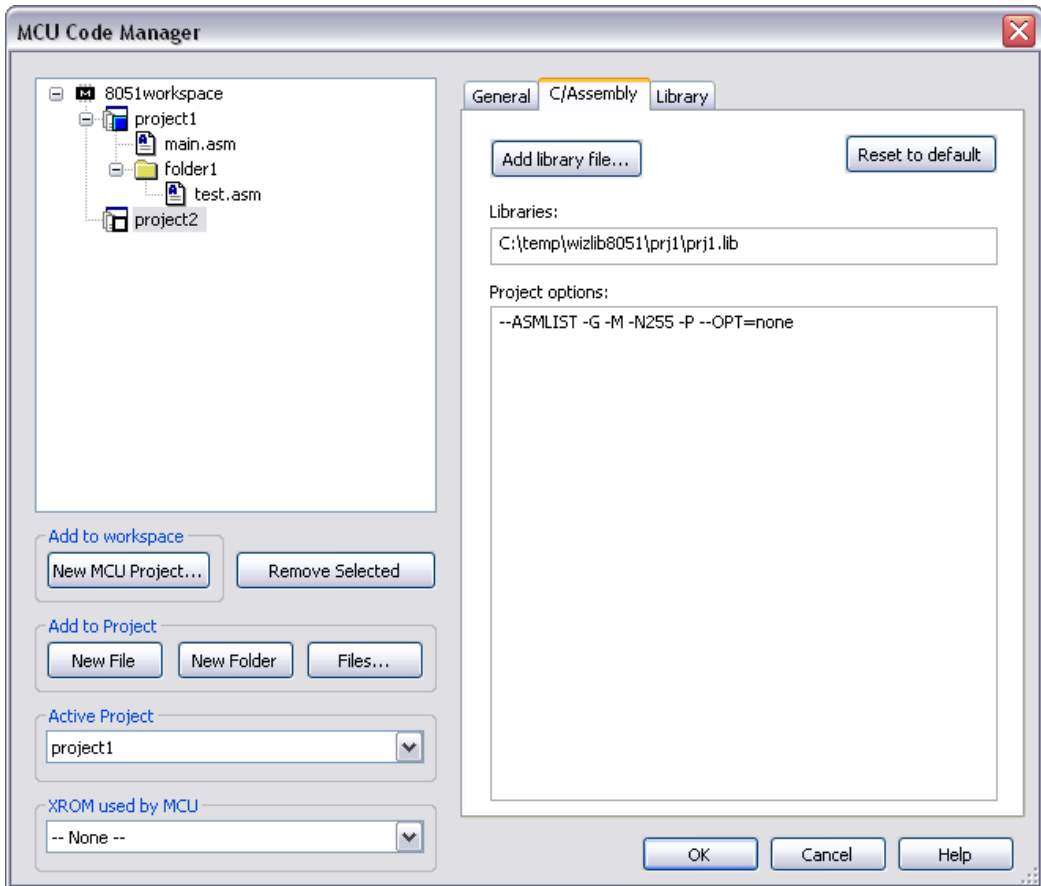 MCU Code Manager
8051workspace
project1
main.asm
folder1
test.asm
project2
Add to workspace
New MCU Project...
Remove Selected
Add to Project
New File
New Folder
Files...
Active Project
project1
XROM used by MCU
-- None --
General
C/Assembly
Library
Add library file...
Reset to default
Libraries:
C:\temp\wizlib8051\prj1\prj1.lib
Project options:
--ASMLIST -G -M -N255 -P --OPT=none
OK
Cancel
Help